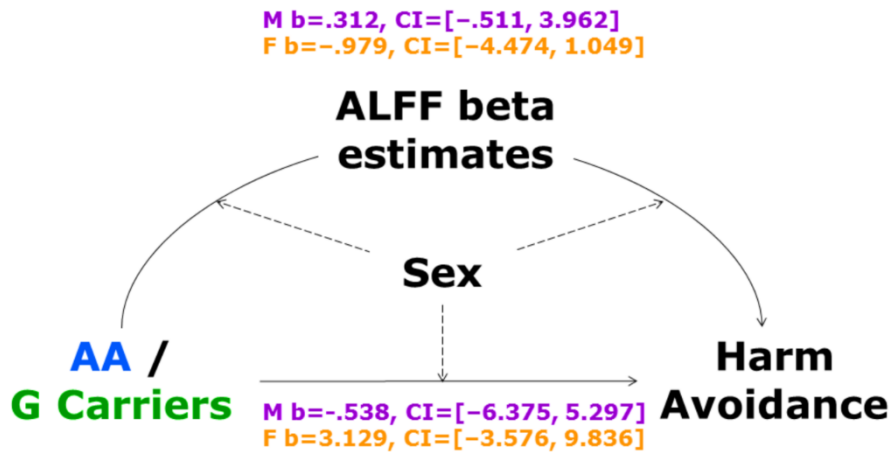 M b=.312, CI=[−.511, 3.962]
F b=−.979, CI=[−4.474, 1.049]
ALFF beta
estimates
Sex
AA /
G Carriers
Harm
Avoidance
M b=-.538, CI=[−6.375, 5.297]
F b=3.129, CI=[−3.576, 9.836]